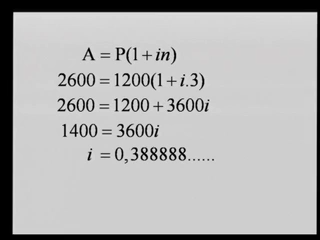 A = P(1 + in)
2600 = 1200(1 + i.3)
2600 = 1200 + 3600i
1400 = 3600i
i = 0,388888......